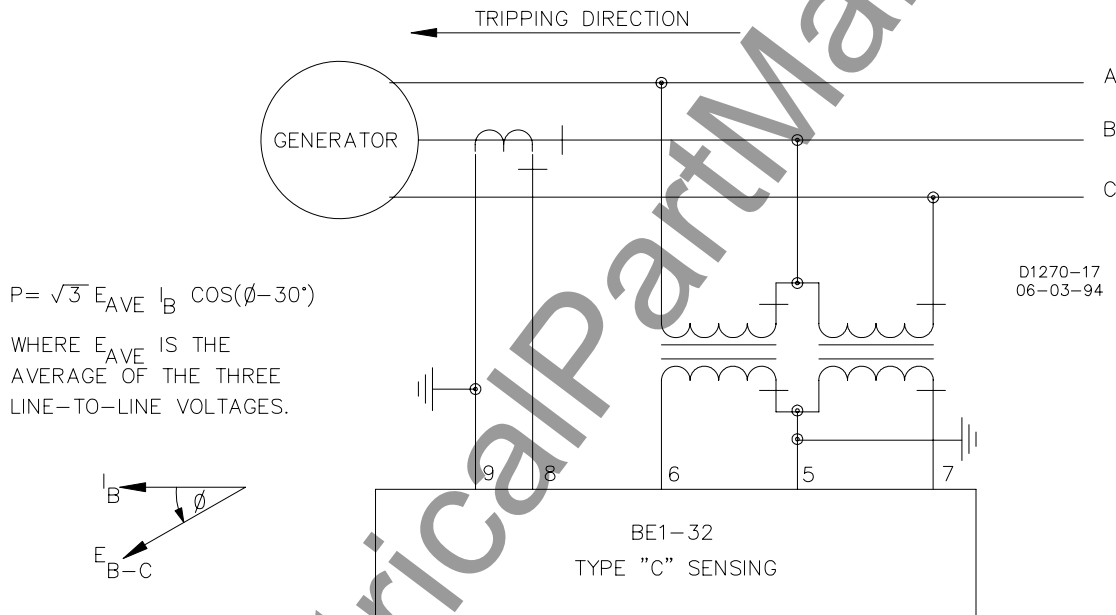 TRIPPING DIRECTION
A
GENERATOR
B
C
D1270-17
06-03-94
P= √3 E_AVE I_B COS(Ø-30°)
WHERE E_AVE IS THE
AVERAGE OF THE THREE
LINE-TO-LINE VOLTAGES.
9 8 6 5 7
I_B
Ø
E_B-C
BE1-32
TYPE "C" SENSING
ricalPartMa